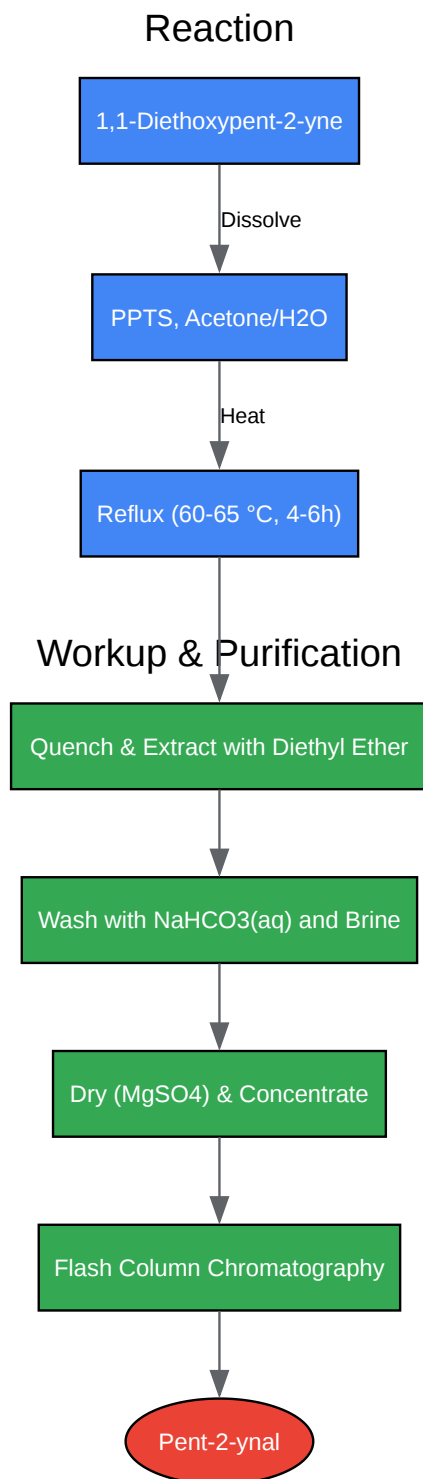 Reaction
1,1-Diethoxypent-2-yne
Dissolve
PPTS, Acetone/H2O
Heat
Reflux (60-65 °C, 4-6h)
Workup & Purification
Quench & Extract with Diethyl Ether
Wash with NaHCO3(aq) and Brine
Dry (MgSO4) & Concentrate
Flash Column Chromatography
Pent-2-ynal